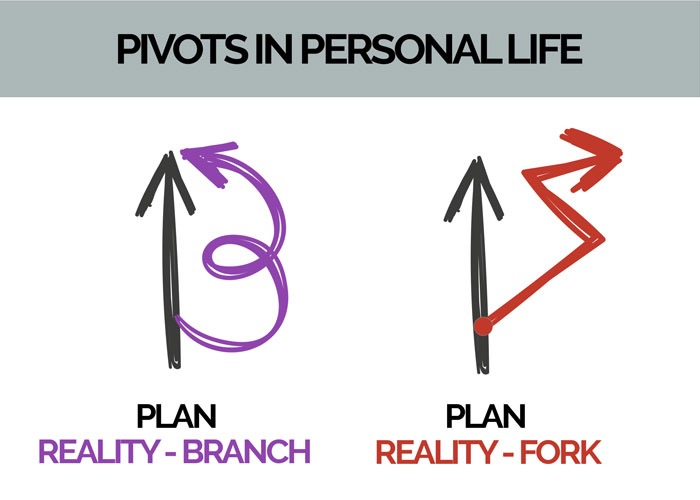 PIVOTS IN PERSONAL LIFE
PLAN
REALITY - BRANCH
PLAN
REALITY - FORK